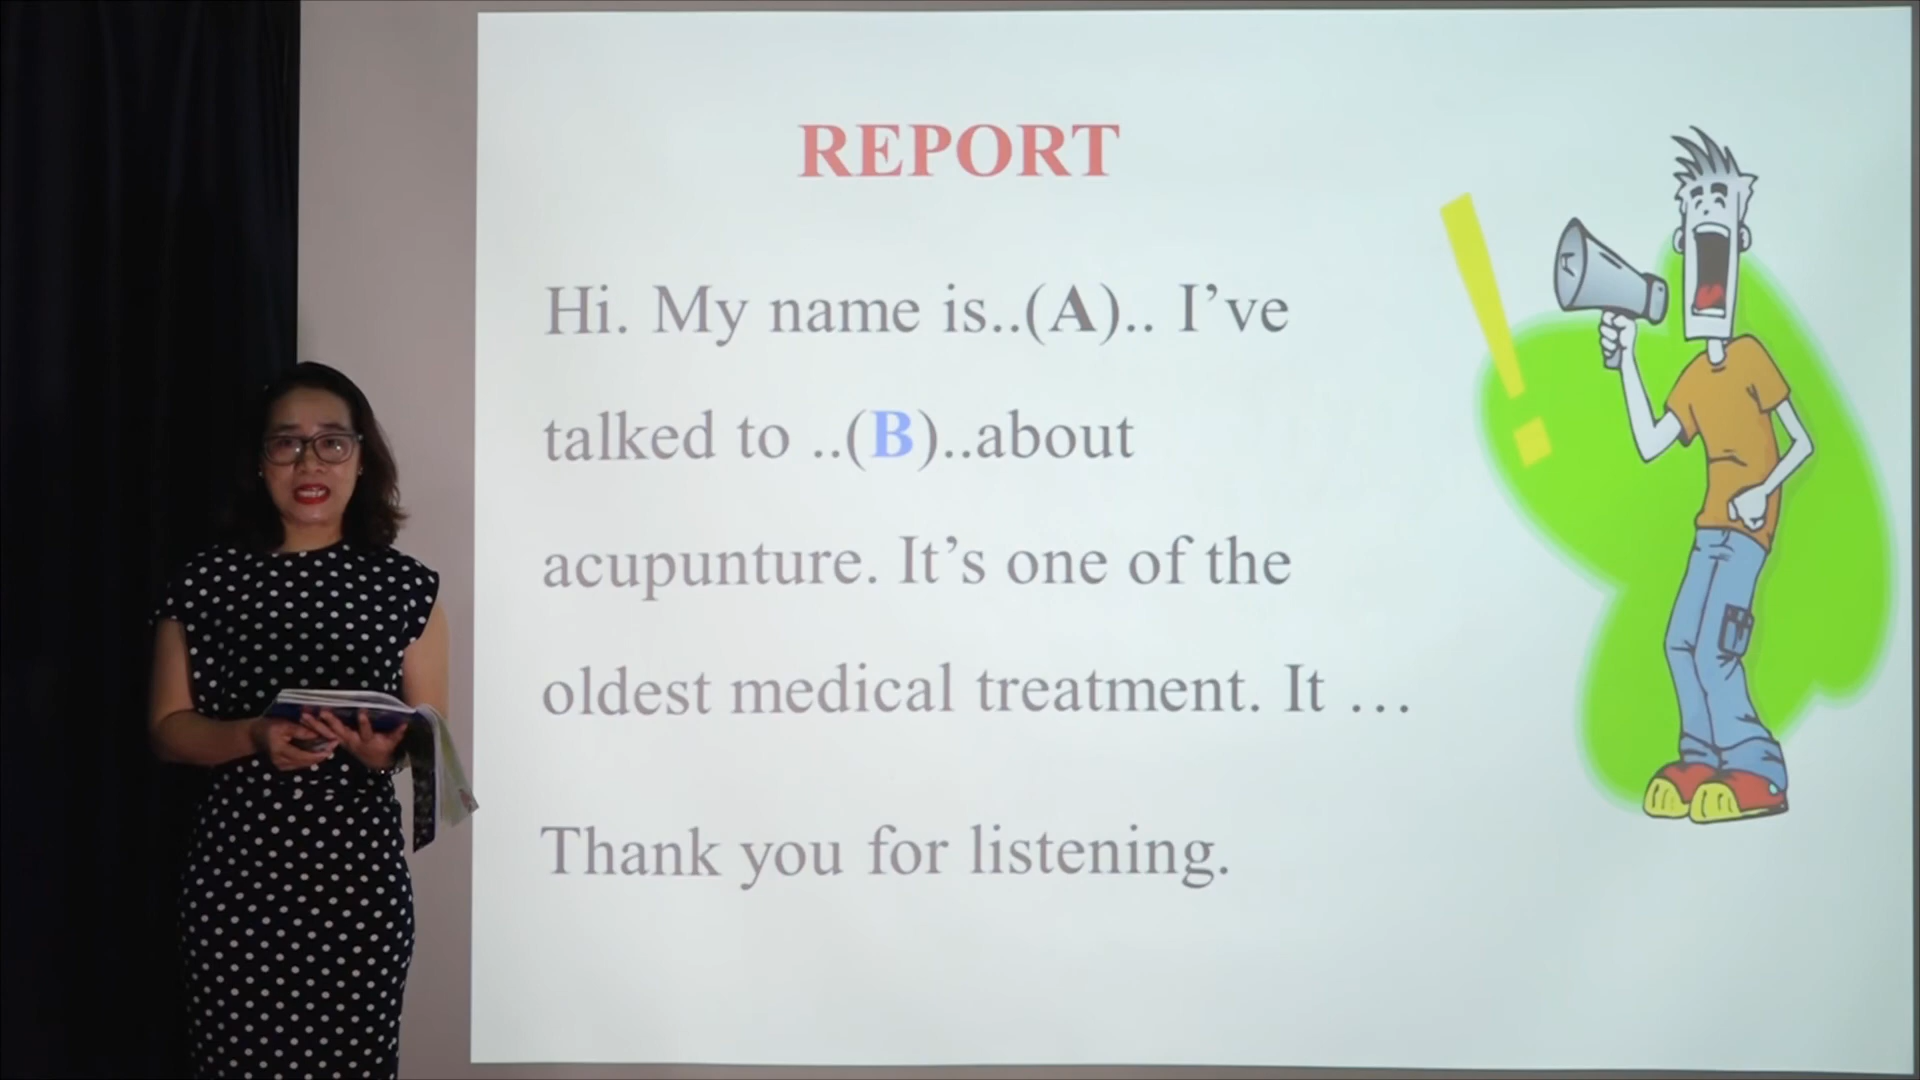 REPORT
Hi. My name is..(A).. I've
talked to ..(B)..about
acupunture. It's one of the
oldest medical treatment. It …
Thank you for listening.